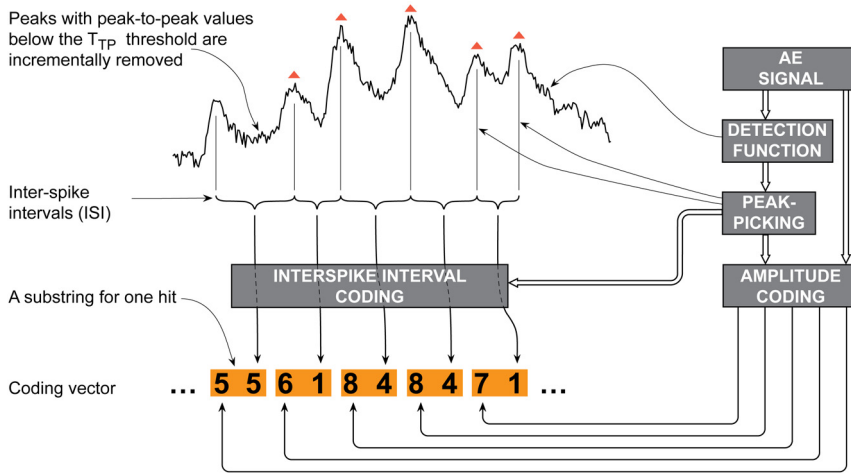 Peaks with peak-to-peak values
below the TTP threshold are
incrementally removed
AE
SIGNAL
DETECTION
FUNCTION
Inter-spike
intervals (ISI)
PEAK-
PICKING
INTERSPIKE INTERVAL
CODING
AMPLITUDE
CODING
A substring for one hit
Coding vector
... 5 5 6 1 8 4 8 4 7 1 ...